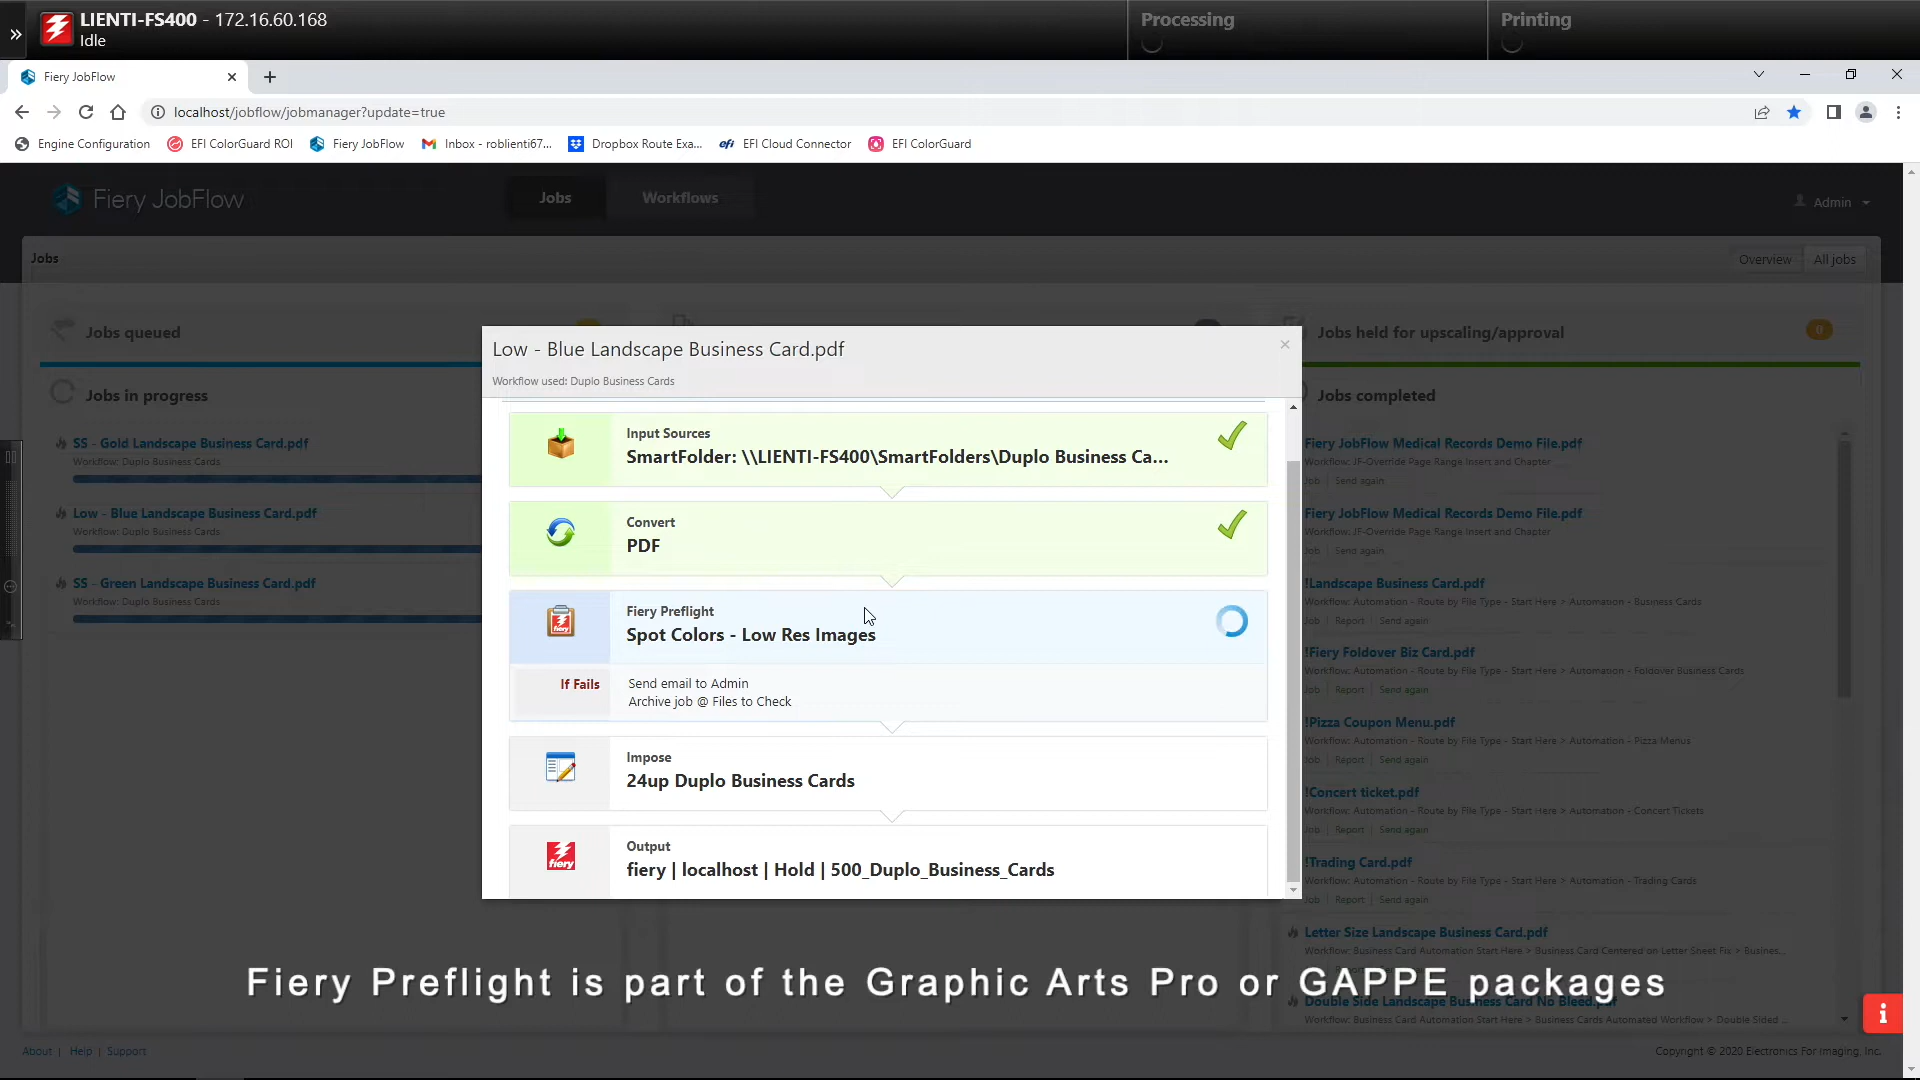 LIENTI-FS400 - 172.16.60.168
Idle
Processing
Printing
Fiery JobFlow
localhost/jobflow/jobmanager?update=true
Engine Configuration
EFI ColorGuard ROI
Fiery JobFlow
Inbox - roblienti67...
Dropbox Route Exa...
EFI Cloud Connector
EFI ColorGuard
Fiery JobFlow
Jobs
Workflows
Admin
Jobs
Overview
All jobs
Jobs queued
Jobs held for upscaling/approval
0
Jobs in progress
SS - Gold Landscape Business Card.pdf
Workflow: Duplo Business Cards
Low - Blue Landscape Business Card.pdf
Workflow: Duplo Business Cards
SS - Green Landscape Business Card.pdf
Workflow: Duplo Business Cards
Low - Blue Landscape Business Card.pdf
Workflow used: Duplo Business Cards
Input Sources
SmartFolder: \\LIENTI-FS400\SmartFolders\Duplo Business Ca...
Convert
PDF
Fiery Preflight
Spot Colors - Low Res Images
If Fails
Send email to Admin
Archive job @ Files to Check
Impose
24up Duplo Business Cards
Output
fiery | localhost | Hold | 500_Duplo_Business_Cards
fiery
Jobs completed
Fiery JobFlow Medical Records Demo File.pdf
Workflow: JF-Override Page Range Insert and Chapter
Job | Send again
Fiery JobFlow Medical Records Demo File.pdf
Workflow: JF-Override Page Range Insert and Chapter
Job | Send again
!Landscape Business Card.pdf
Workflow: Automation - Route by File Type - Start Here > Automation - Business Cards
Job | Report | Send again
!Fiery Foldover Biz Card.pdf
Workflow: Automation - Route by File Type - Start Here > Automation - Foldover Business Cards
Job | Report | Send again
!Pizza Coupon Menu.pdf
Workflow: Automation - Route by File Type - Start Here > Automation - Pizza Menus
Job | Report | Send again
!Concert ticket.pdf
Workflow: Automation - Route by File Type - Start Here > Automation - Concert Tickets
Job | Report | Send again
!Trading Card.pdf
Workflow: Automation - Route by File Type - Start Here > Automation - Trading Cards
Job | Report | Send again
Letter Size Landscape Business Card.pdf
Workflow: Business Card Automation Start Here > Business Card Centered on Letter Sheet Fix > Busines...
Double Side Landscape Business Card No Bleed.pdf
Workflow: Business Card Automation Start Here > Business Cards Automated Workflow > Double Sided ...
Fiery Preflight is part of the Graphic Arts Pro or GAPPE packages
About | Help | Support
Copyright © 2020 Electronics For Imaging, Inc.